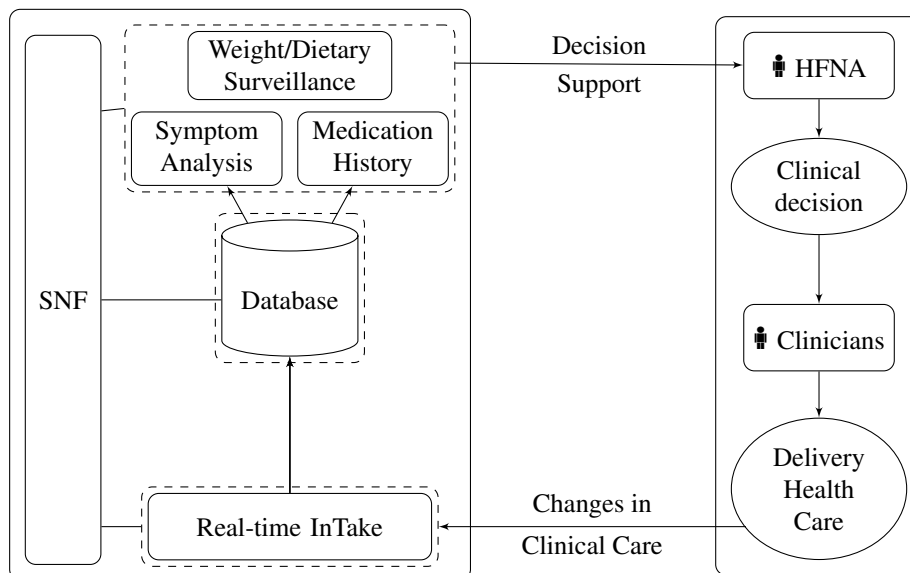 Weight/Dietary
Surveillance
Symptom
Analysis
Medication
History
SNF
Database
Real-time InTake
Decision
Support
HFNA
Clinical
decision
Clinicians
Delivery
Health
Care
Changes in
Clinical Care